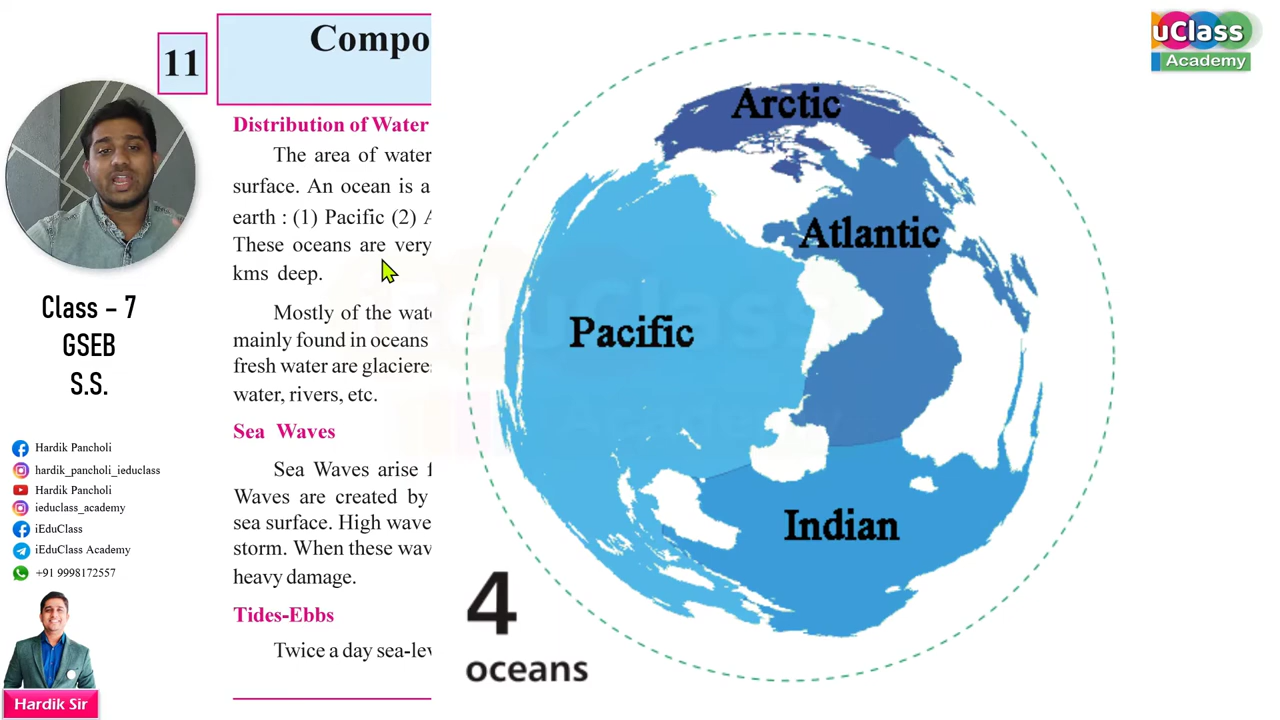 11
Compo
Distribution of Water
The area of water
surface. An ocean is a
earth : (1) Pacific (2) A
These oceans are very
kms deep.
Mostly of the wate
mainly found in oceans
fresh water are glaciere
water, rivers, etc.
Sea Waves
Sea Waves arise f
Waves are created by
sea surface. High wave
storm. When these wav
heavy damage.
Tides-Ebbs
Twice a day sea-lev
Class – 7
GSEB
S.S.
Hardik Pancholi
hardik_pancholi_ieduclass
Hardik Pancholi
ieduclass_academy
iEduClass
iEduClass Academy
+91 9998172557
Hardik Sir
Arctic
Atlantic
Pacific
Indian
4
oceans
iEduClass
Academy
uClass
Academy